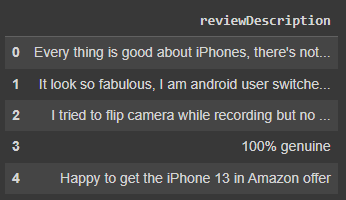 reviewDescription
0 Every thing is good about iPhones, there's not...
1 It look so fabulous, I am android user switche...
2 I tried to flip camera while recording but no ...
3 100% genuine
4 Happy to get the iPhone 13 in Amazon offer